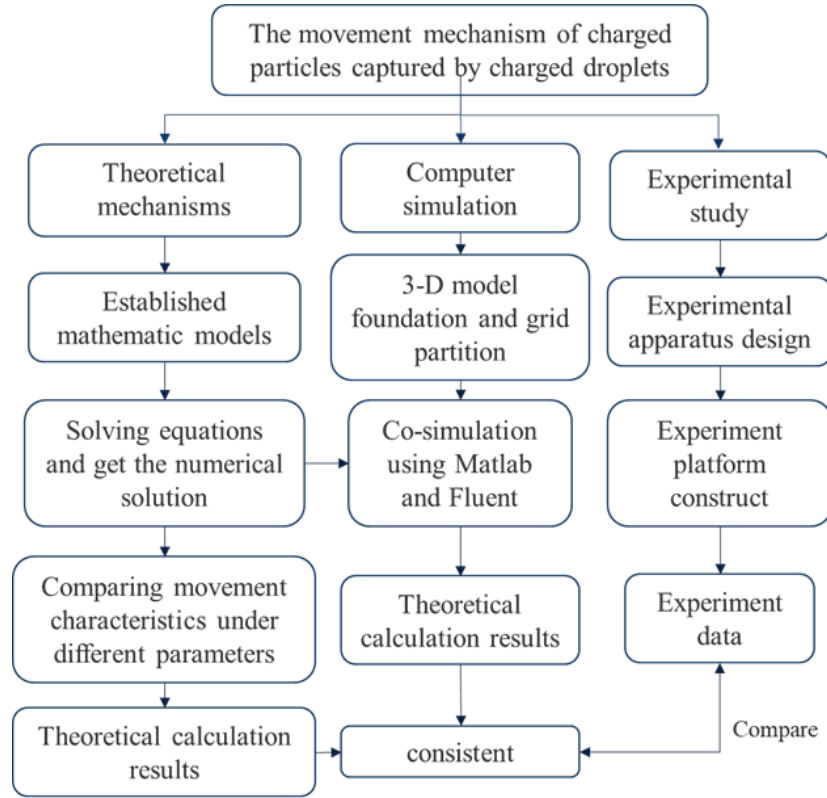 The movement mechanism of charged
particles captured by charged droplets
Theoretical
mechanisms
Computer
simulation
Experimental
study
Established
mathematic models
3-D model
foundation and grid
partition
Experimental
apparatus design
Solving equations
and get the numerical
solution
Co-simulation
using Matlab
and Fluent
Experiment
platform
construct
Comparing movement
characteristics under
different parameters
Theoretical
calculation results
Experiment
data
Theoretical calculation
results
consistent
Compare